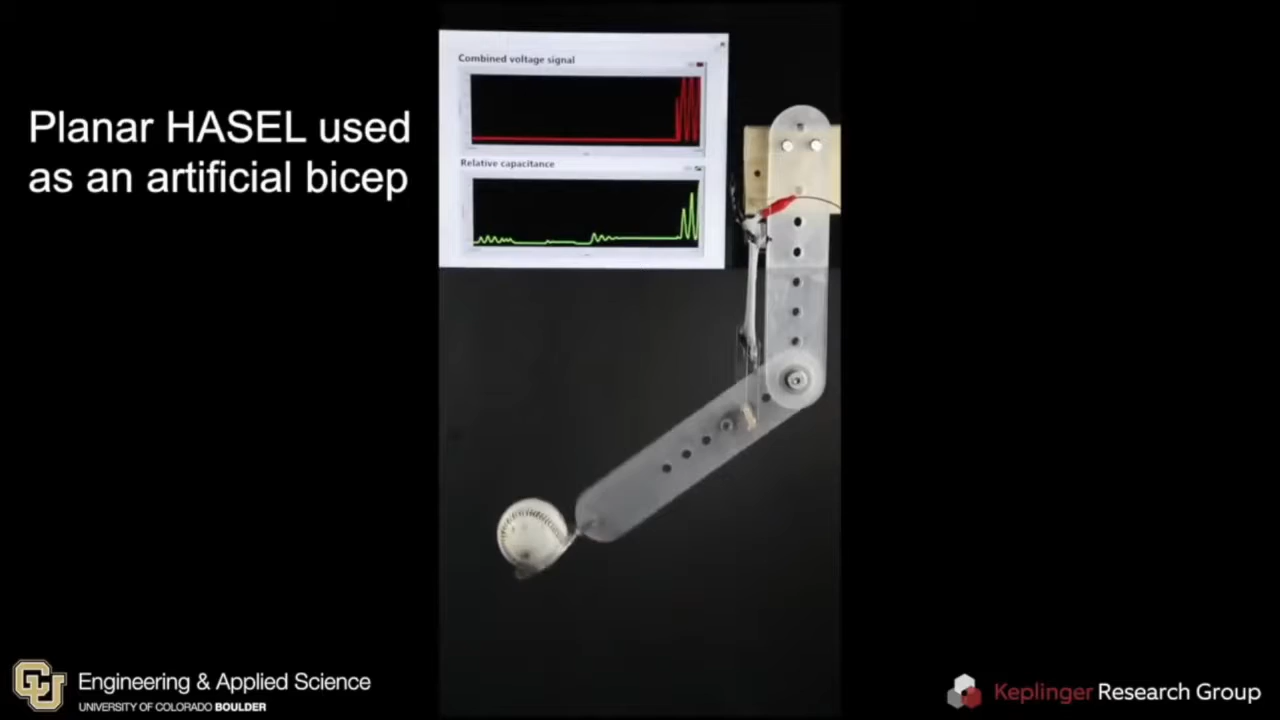 Planar HASEL used
as an artificial bicep
Combined voltage signal
Relative capacitance
CU
Engineering & Applied Science
UNIVERSITY OF COLORADO BOULDER
Keplinger Research Group